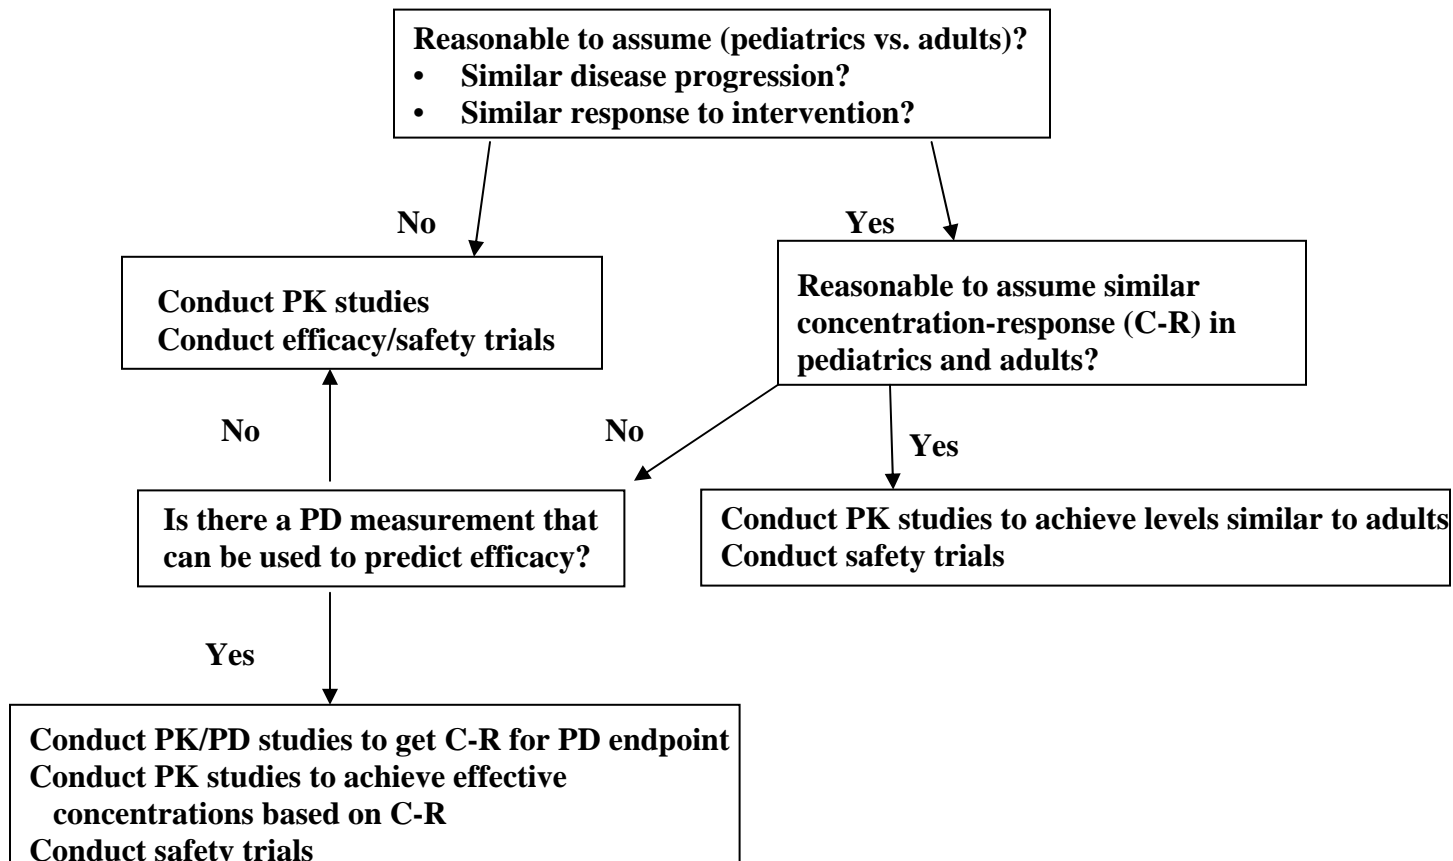 Reasonable to assume (pediatrics vs. adults)?
• Similar disease progression?
• Similar response to intervention?
No
Yes
Conduct PK studies
Conduct efficacy/safety trials
Reasonable to assume similar
concentration-response (C-R) in
pediatrics and adults?
No
No
Yes
Is there a PD measurement that
can be used to predict efficacy?
Conduct PK studies to achieve levels similar to adults
Conduct safety trials
Yes
Conduct PK/PD studies to get C-R for PD endpoint
Conduct PK studies to achieve effective
concentrations based on C-R
Conduct safety trials